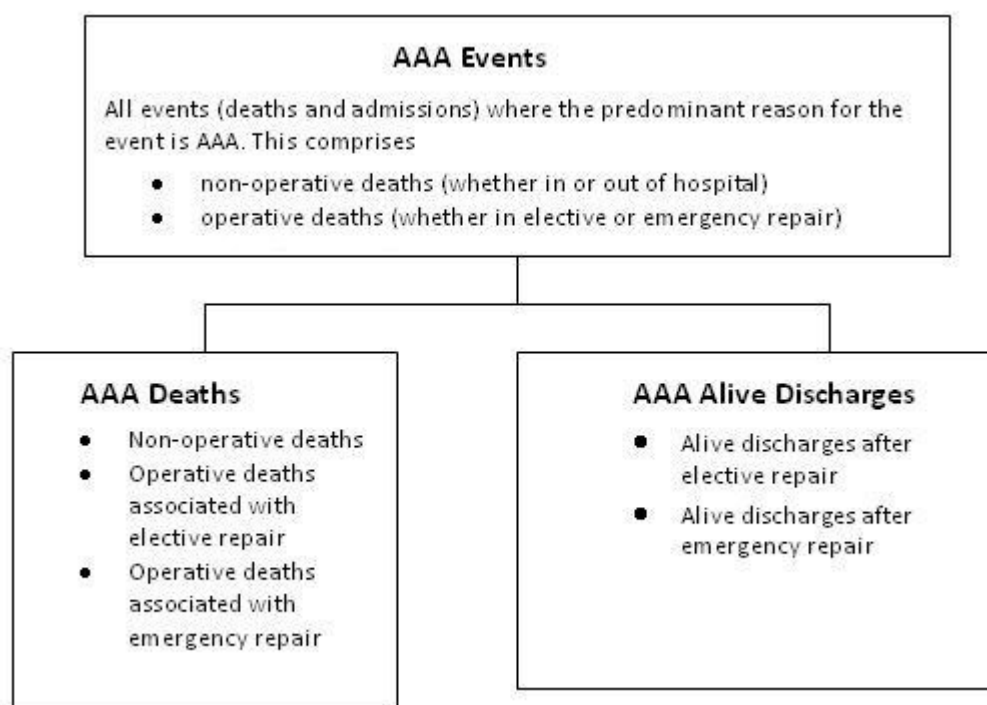 AAA Events
All events (deaths and admissions) where the predominant reason for the
event is AAA. This comprises
● non-operative deaths (whether in or out of hospital)
● operative deaths (whether in elective or emergency repair)
AAA Deaths
● Non-operative deaths
● Operative deaths
associated with
elective repair
● Operative deaths
associated with
emergency repair
AAA Alive Discharges
● Alive discharges after
elective repair
● Alive discharges after
emergency repair